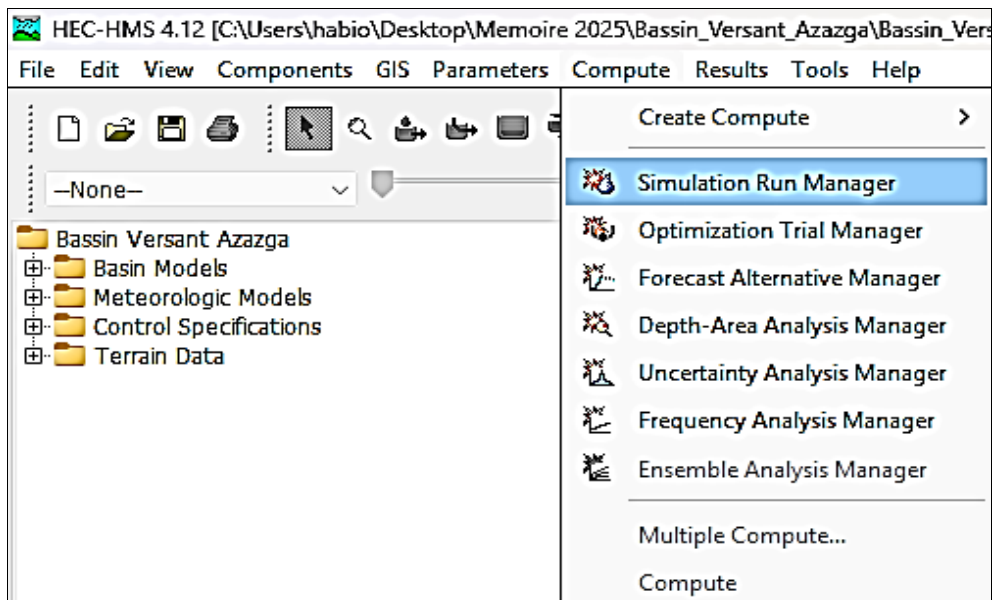 HEC-HMS 4.12 [C:\Users\habio\Desktop\Memoire 2025\Bassin_Versant_Azazga\Bassin_Vers
File Edit View Components GIS Parameters Compute Results Tools Help
Create Compute
--None--
Simulation Run Manager
Optimization Trial Manager
Forecast Alternative Manager
Depth-Area Analysis Manager
Uncertainty Analysis Manager
Frequency Analysis Manager
Ensemble Analysis Manager
Multiple Compute...
Compute
Bassin Versant Azazga
Basin Models
Meteorologic Models
Control Specifications
Terrain Data